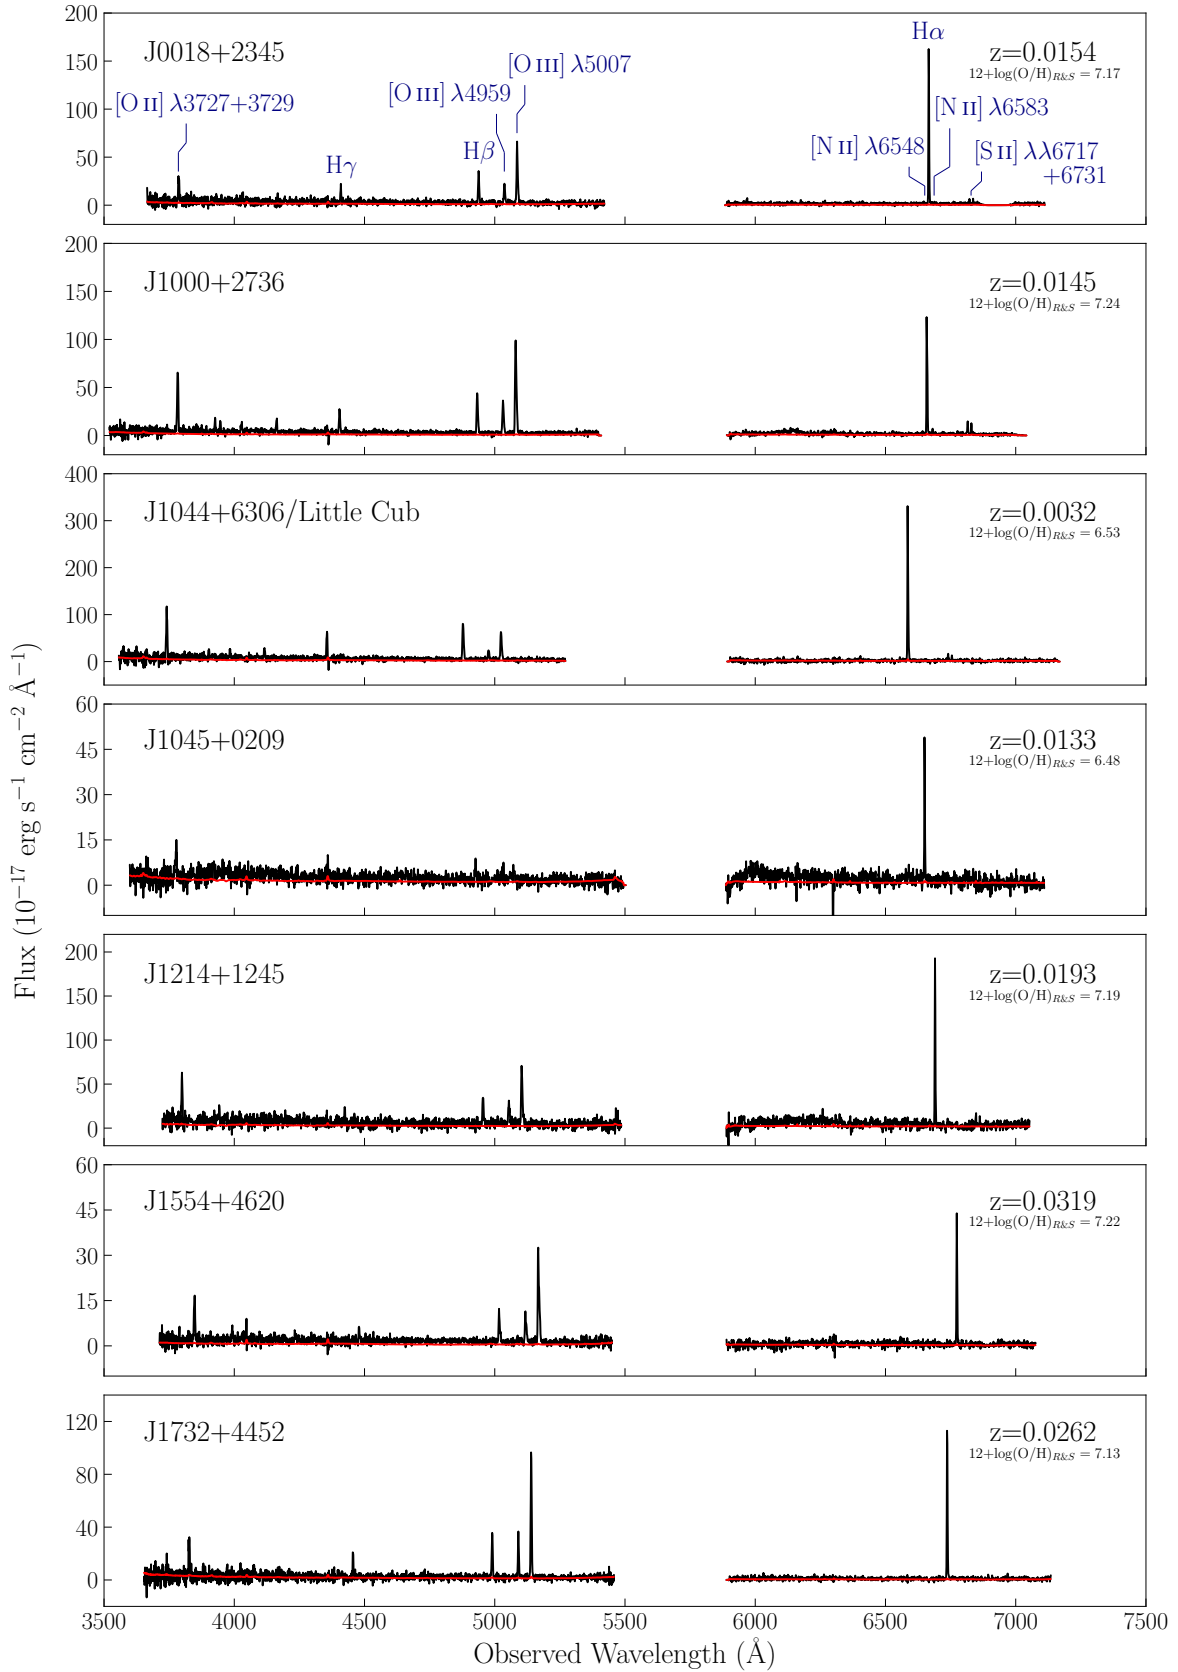 J0018+2345
z=0.0154
12+log(O/H)R&S = 7.17
[O II] λ3727+3729
Hγ
[O III] λ4959
Hβ
[O III] λ5007
Hα
[N II] λ6548
[N II] λ6583
[S II] λλ6717
+6731
200
150
100
50
0
J1000+2736
z=0.0145
12+log(O/H)R&S = 7.24
200
150
100
50
0
J1044+6306/Little Cub
z=0.0032
12+log(O/H)R&S = 6.53
400
300
200
100
0
J1045+0209
z=0.0133
12+log(O/H)R&S = 6.48
60
45
30
15
0
J1214+1245
z=0.0193
12+log(O/H)R&S = 7.19
200
150
100
50
0
J1554+4620
z=0.0319
12+log(O/H)R&S = 7.22
60
45
30
15
0
J1732+4452
z=0.0262
12+log(O/H)R&S = 7.13
120
80
40
0
3500 4000 4500 5000 5500 6000 6500 7000 7500
Observed Wavelength (Å)
Flux (10⁻¹⁷ erg s⁻¹ cm⁻² Å⁻¹)